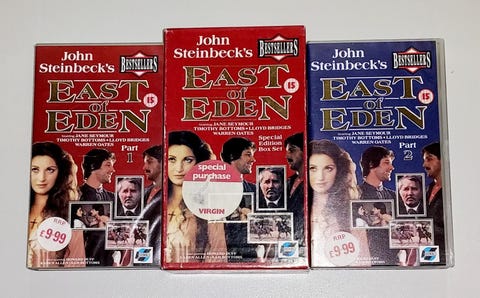 John
Steinbeck's
BESTSELLERS
EAST
of
EDEN
15
starring JANE SEYMOUR
TIMOTHY BOTTOMS • LLOYD BRIDGES
WARREN OATES
Part
1
RRP
£9.99
John
Steinbeck's
BESTSELLERS
EAST
of
EDEN
15
starring JANE SEYMOUR
TIMOTHY BOTTOMS • LLOYD BRIDGES
WARREN OATES
Special
Edition
Box Set
special
purchase
VIRGIN
John
Steinbeck's
BESTSELLERS
EAST
of
EDEN
15
starring JANE SEYMOUR
TIMOTHY BOTTOMS • LLOYD BRIDGES
WARREN OATES
Part
2
RRP
£9.99